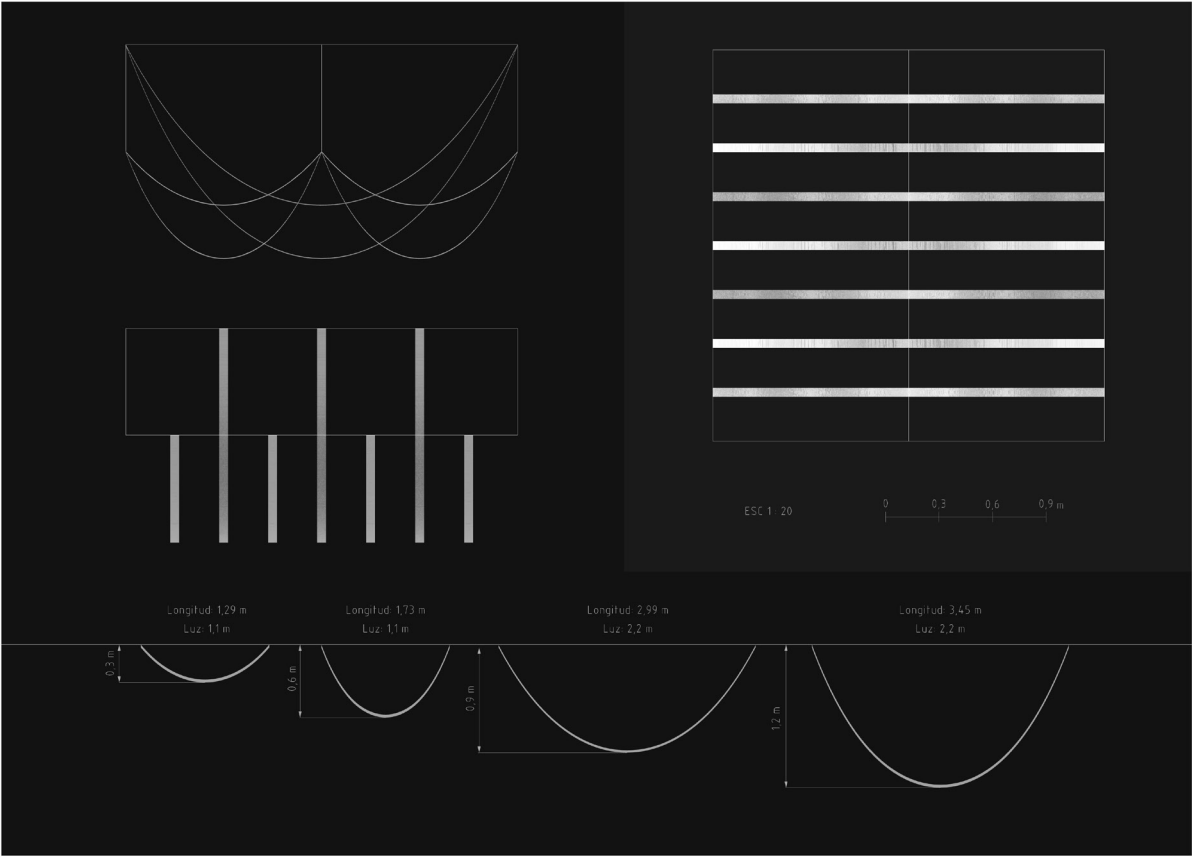 ESC 1 : 20
0 0,3 0,6 0,9 m
Longitud: 1,29 m
Luz: 1,1 m
Longitud: 1,73 m
Luz: 1,1 m
Longitud: 2,99 m
Luz: 2,2 m
Longitud: 3,45 m
Luz: 2,2 m
0,3 m
0,6 m
0,9 m
1,2 m